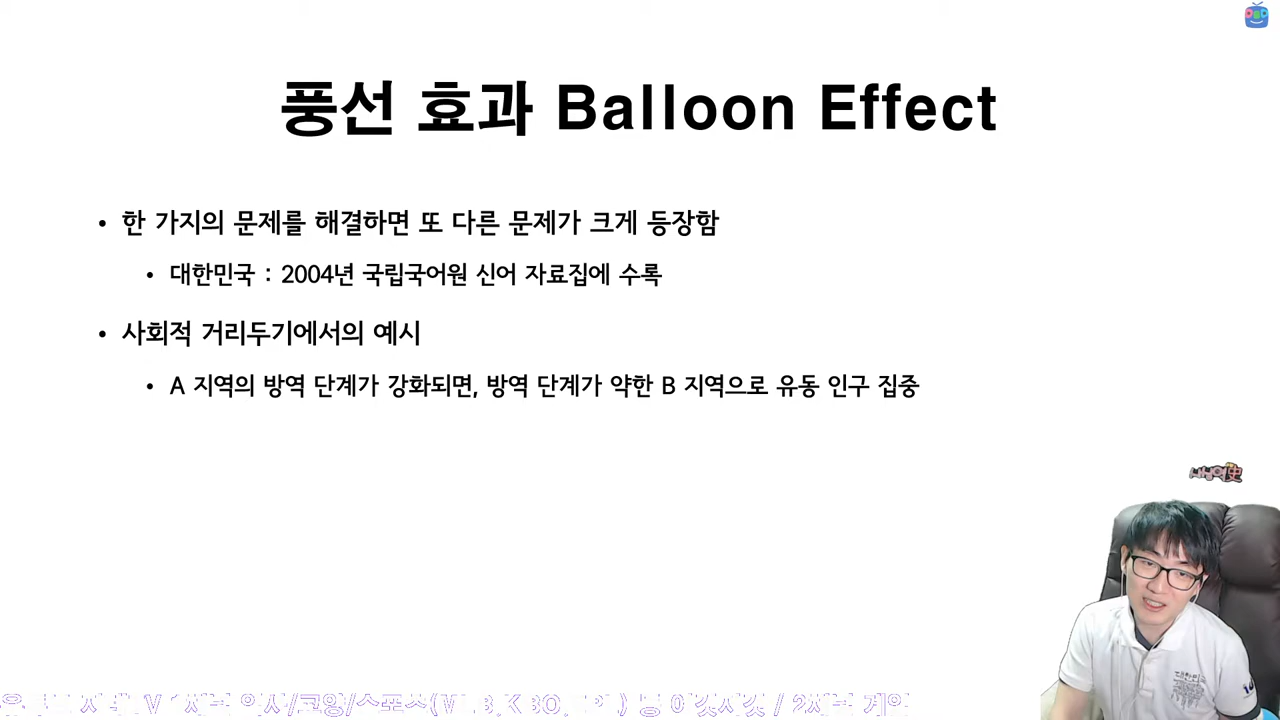 풍선 효과 Balloon Effect
• 한 가지의 문제를 해결하면 또 다른 문제가 크게 등장함
• 대한민국 : 2004년 국립국어원 신어 자료집에 수록
• 사회적 거리두기에서의 예시
• A 지역의 방역 단계가 강화되면, 방역 단계가 약한 B 지역으로 유동 인구 집중